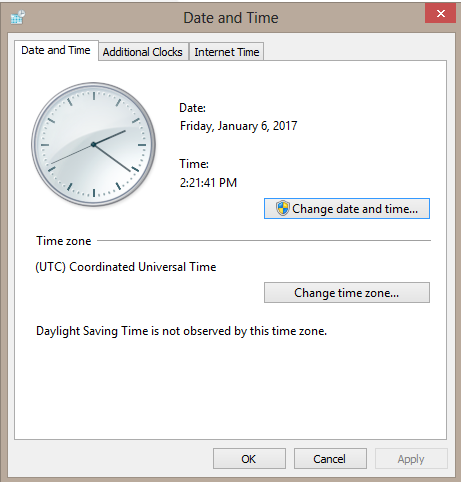 Date and Time
Date and Time Additional Clocks Internet Time
Date:
Friday, January 6, 2017
Time:
2:21:41 PM
Change date and time...
Time zone
(UTC) Coordinated Universal Time
Change time zone...
Daylight Saving Time is not observed by this time zone.
OK Cancel Apply